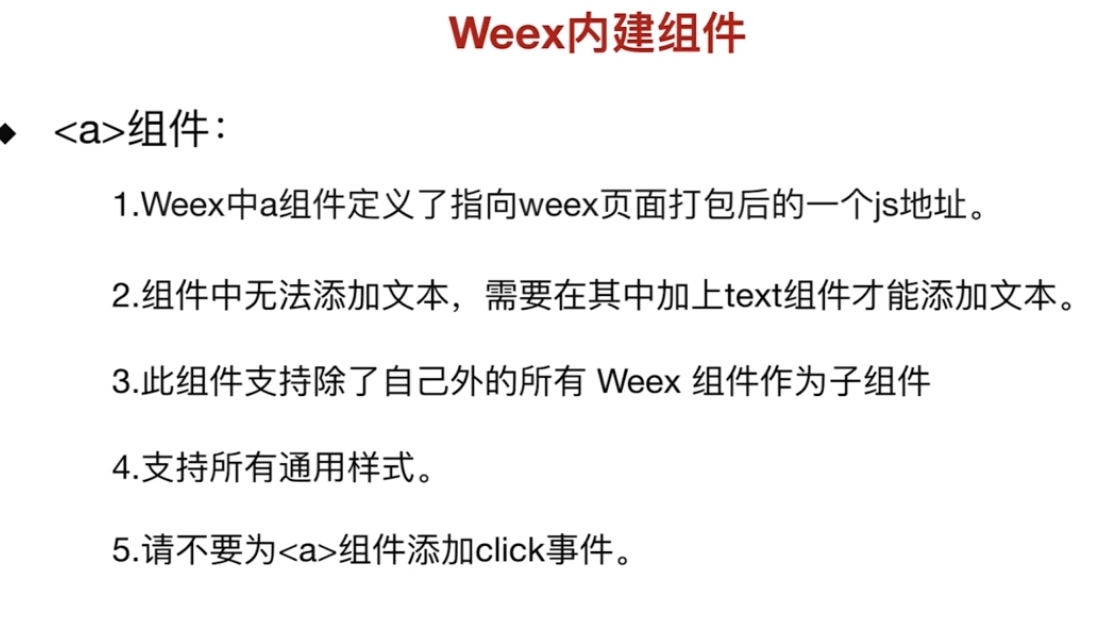 Weex内建组件
◆ <a>组件：
1.Weex中a组件定义了指向weex页面打包后的一个js地址。
2.组件中无法添加文本，需要在其中加上text组件才能添加文本。
3.此组件支持除了自己外的所有 Weex 组件作为子组件
4.支持所有通用样式。
5.请不要为<a>组件添加click事件。